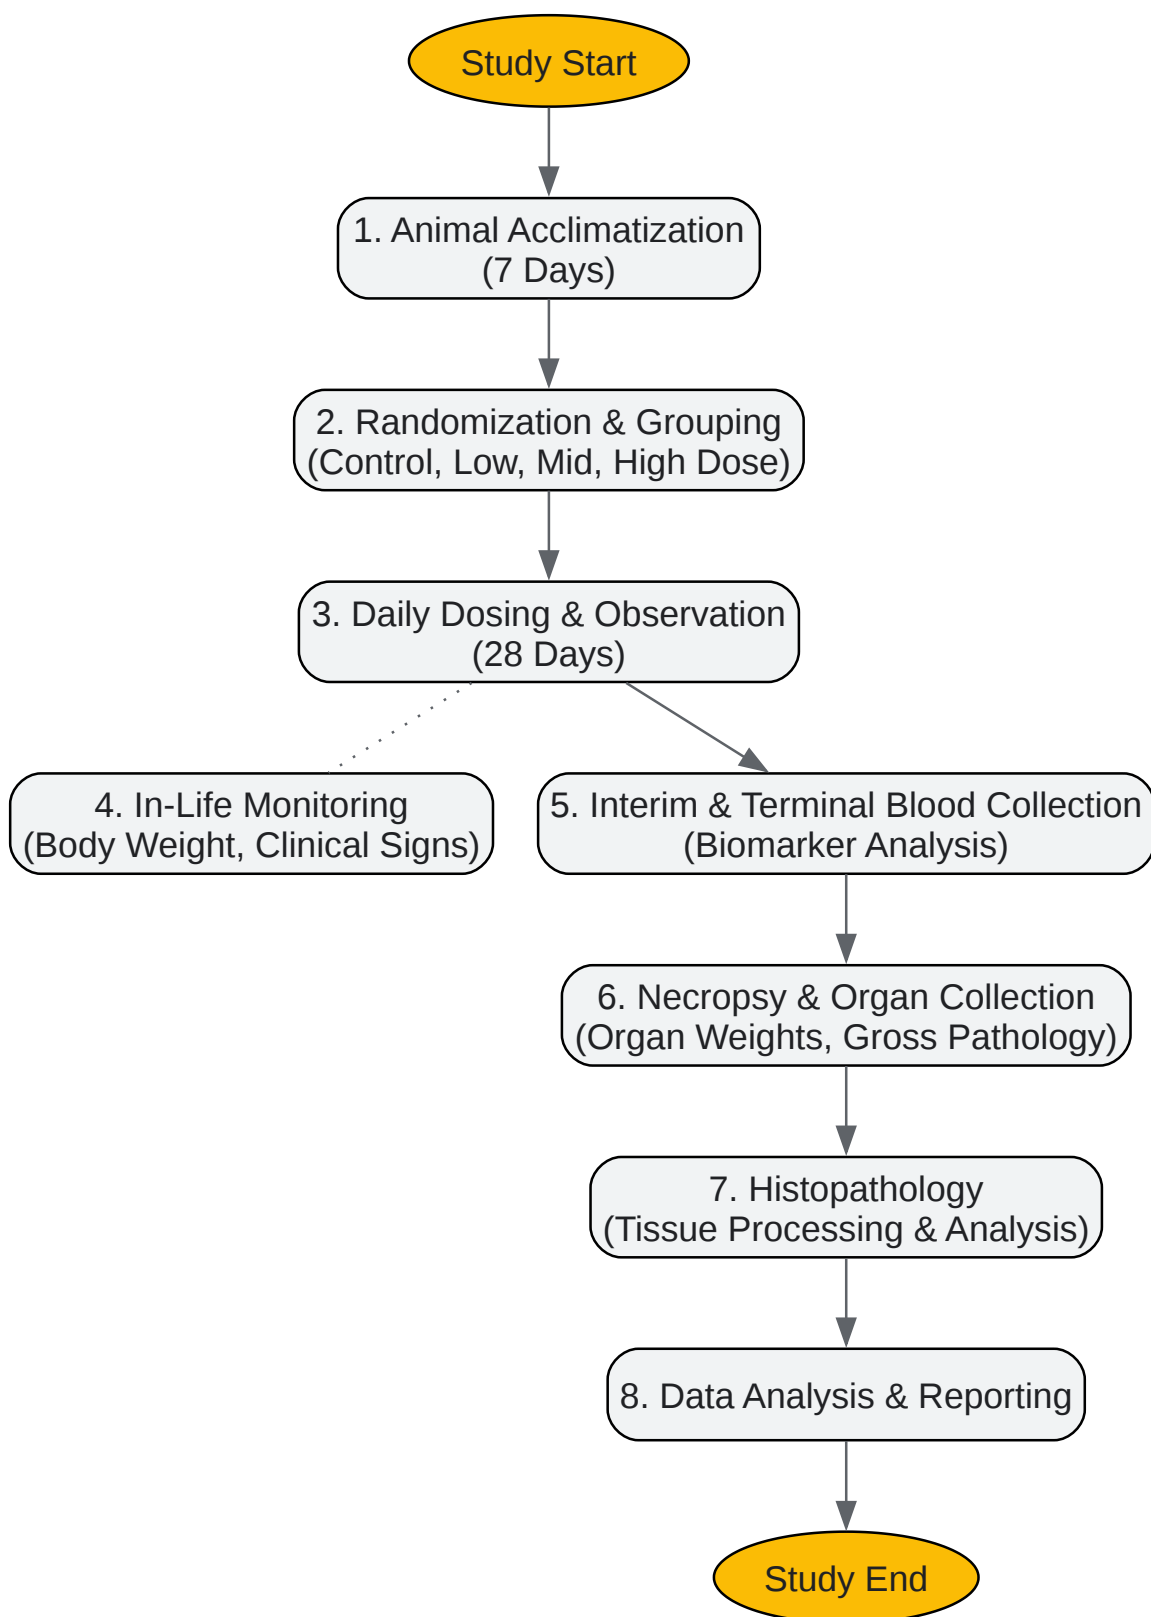 Study Start
1. Animal Acclimatization
(7 Days)
2. Randomization & Grouping
(Control, Low, Mid, High Dose)
3. Daily Dosing & Observation
(28 Days)
4. In-Life Monitoring
(Body Weight, Clinical Signs)
5. Interim & Terminal Blood Collection
(Biomarker Analysis)
6. Necropsy & Organ Collection
(Organ Weights, Gross Pathology)
7. Histopathology
(Tissue Processing & Analysis)
8. Data Analysis & Reporting
Study End